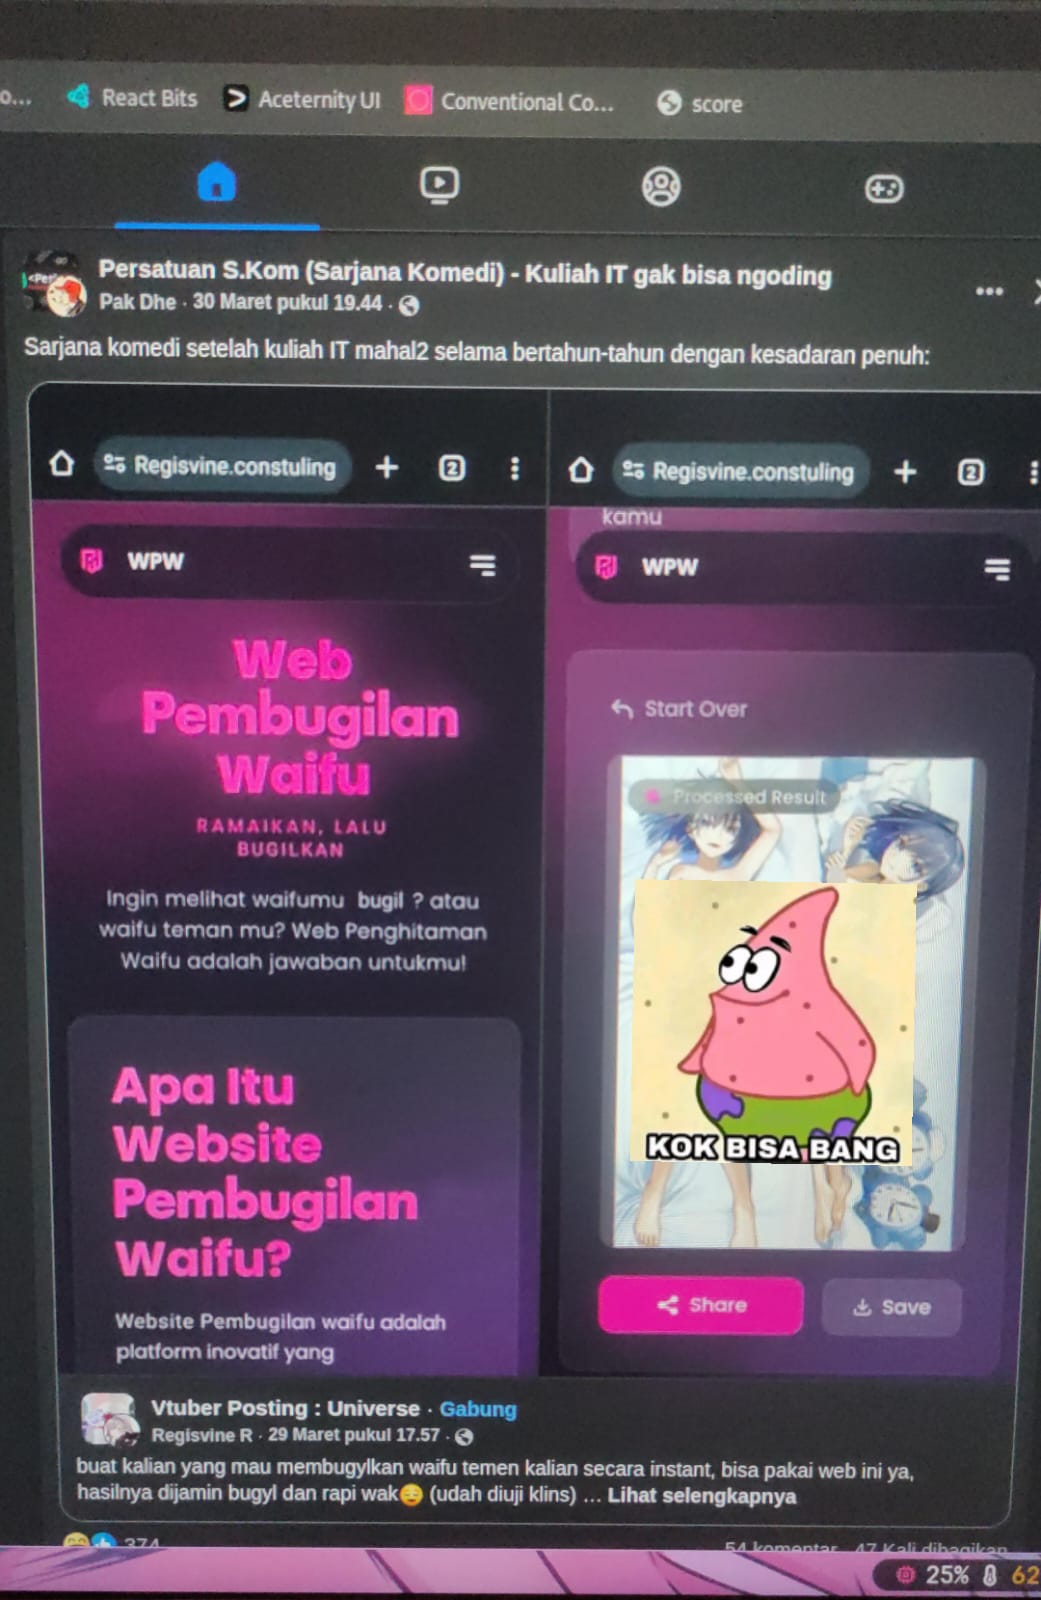 o...
React Bits
Aceternity UI
Conventional Co...
score
Persatuan S.Kom (Sarjana Komedi) - Kuliah IT gak bisa ngoding
Pak Dhe · 30 Maret pukul 19.44 ·
Sarjana komedi setelah kuliah IT mahal2 selama bertahun-tahun dengan kesadaran penuh:
Regisvine.constuling
2
WPW
Web
Pembugilan
Waifu
RAMAIKAN, LALU
BUGILKAN
Ingin melihat waifumu bugil ? atau
waifu teman mu? Web Penghitaman
Waifu adalah jawaban untukmu!
Apa Itu
Website
Pembugilan
Waifu?
Website Pembugilan waifu adalah
platform inovatif yang
Regisvine.constuling
2
kamu
WPW
Start Over
Processed Result
KOK BISA BANG
Share
Save
Vtuber Posting : Universe · Gabung
Regisvine R · 29 Maret pukul 17.57 ·
buat kalian yang mau membugylkan waifu temen kalian secara instant, bisa pakai web ini ya,
hasilnya dijamin bugyl dan rapi wak (udah diuji klins) ... Lihat selengkapnya
374
54 komentar
47 Kali dibagikan
25%
62